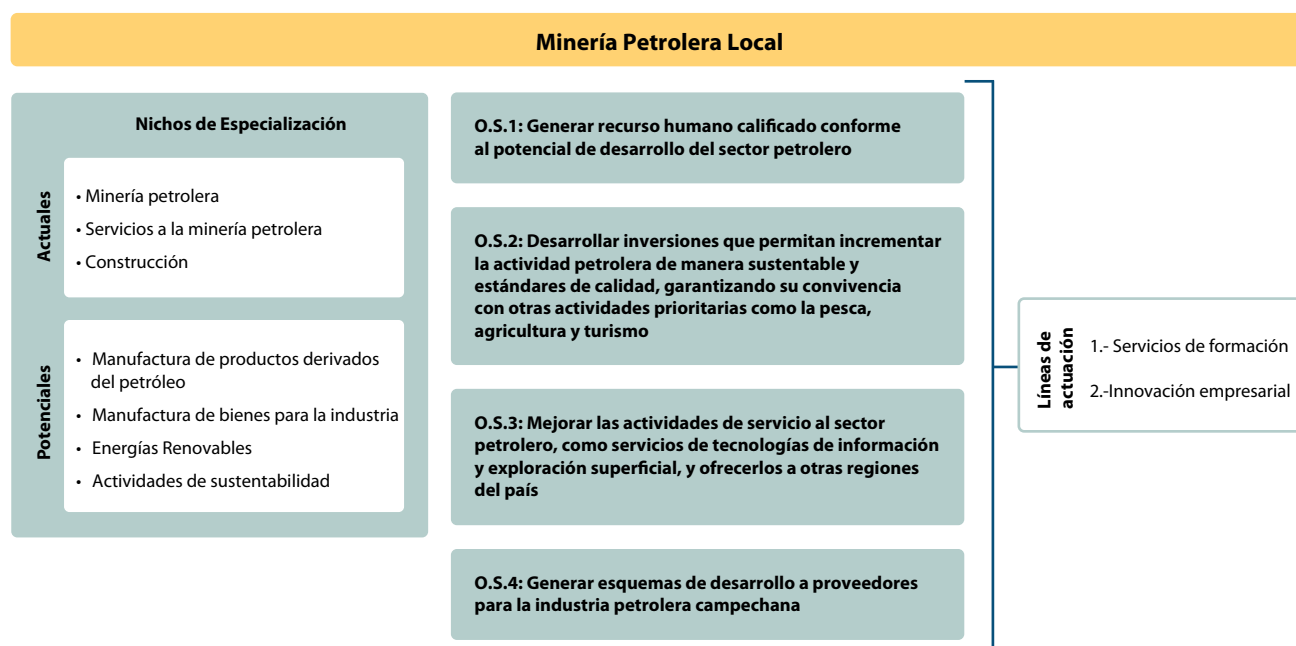 Minería Petrolera Local
Nichos de Especialización
Actuales
• Minería petrolera
• Servicios a la minería petrolera
• Construcción
Potenciales
• Manufactura de productos derivados
del petróleo
• Manufactura de bienes para la industria
• Energías Renovables
• Actividades de sustentabilidad
O.S.1: Generar recurso humano calificado conforme
al potencial de desarrollo del sector petrolero
O.S.2: Desarrollar inversiones que permitan incrementar
la actividad petrolera de manera sustentable y
estándares de calidad, garantizando su convivencia
con otras actividades prioritarias como la pesca,
agricultura y turismo
O.S.3: Mejorar las actividades de servicio al sector
petrolero, como servicios de tecnologías de información
y exploración superficial, y ofrecerlos a otras regiones
del país
O.S.4: Generar esquemas de desarrollo a proveedores
para la industria petrolera campechana
Líneas de
actuación
1.- Servicios de formación
2.-Innovación empresarial